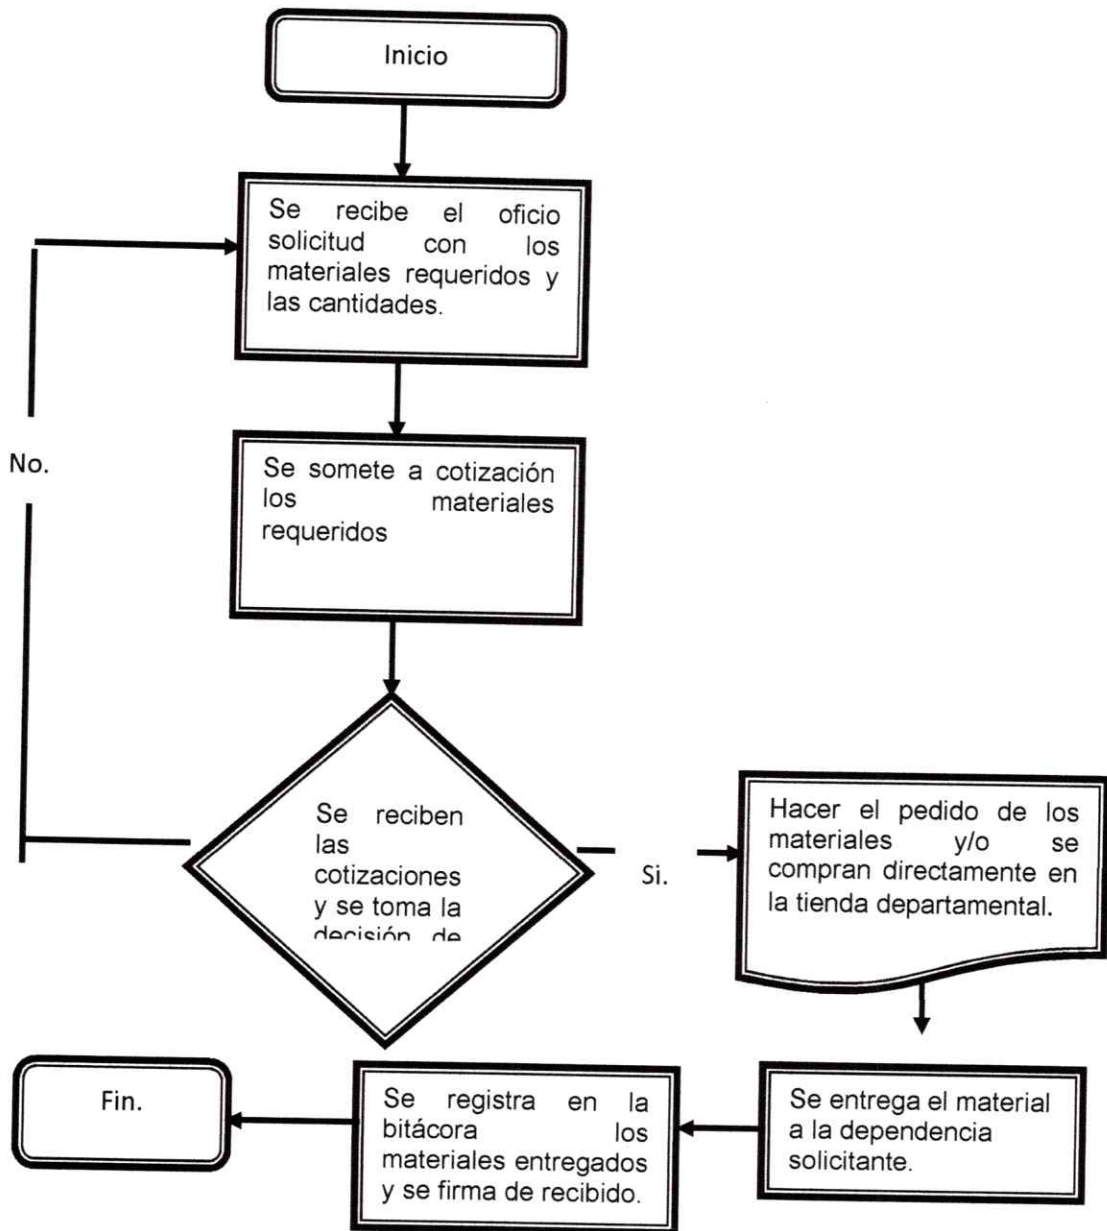 Inicio
Se recibe el oficio
solicitud con los
materiales requeridos y
las cantidades.
No.
Se somete a cotización
los materiales
requeridos
Se reciben
las
cotizaciones
y se toma la
decisión de
Si.
Hacer el pedido de los
materiales y/o se
compran directamente en
la tienda departamental.
Se entrega el material
a la dependencia
solicitante.
Se registra en la
bitácora los
materiales entregados
y se firma de recibido.
Fin.